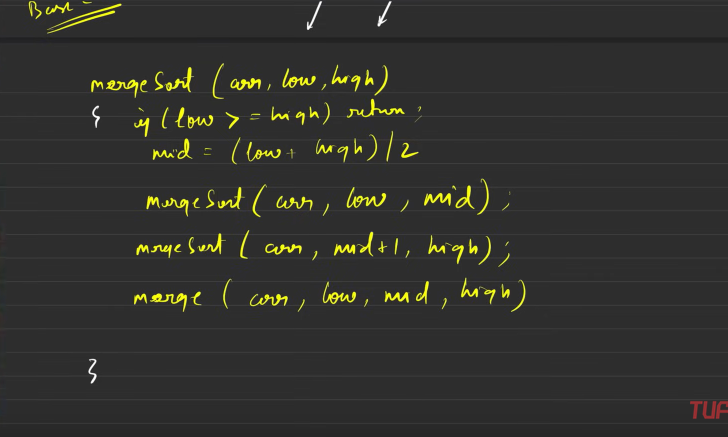 Base
mergeSort (arr, low, high)
{ if (low >= high) return;
mid = (low + high) / 2
mergeSort (arr, low, mid);
mergeSort (arr, mid+1, high);
merge (arr, low, mid, high)
}
TUF